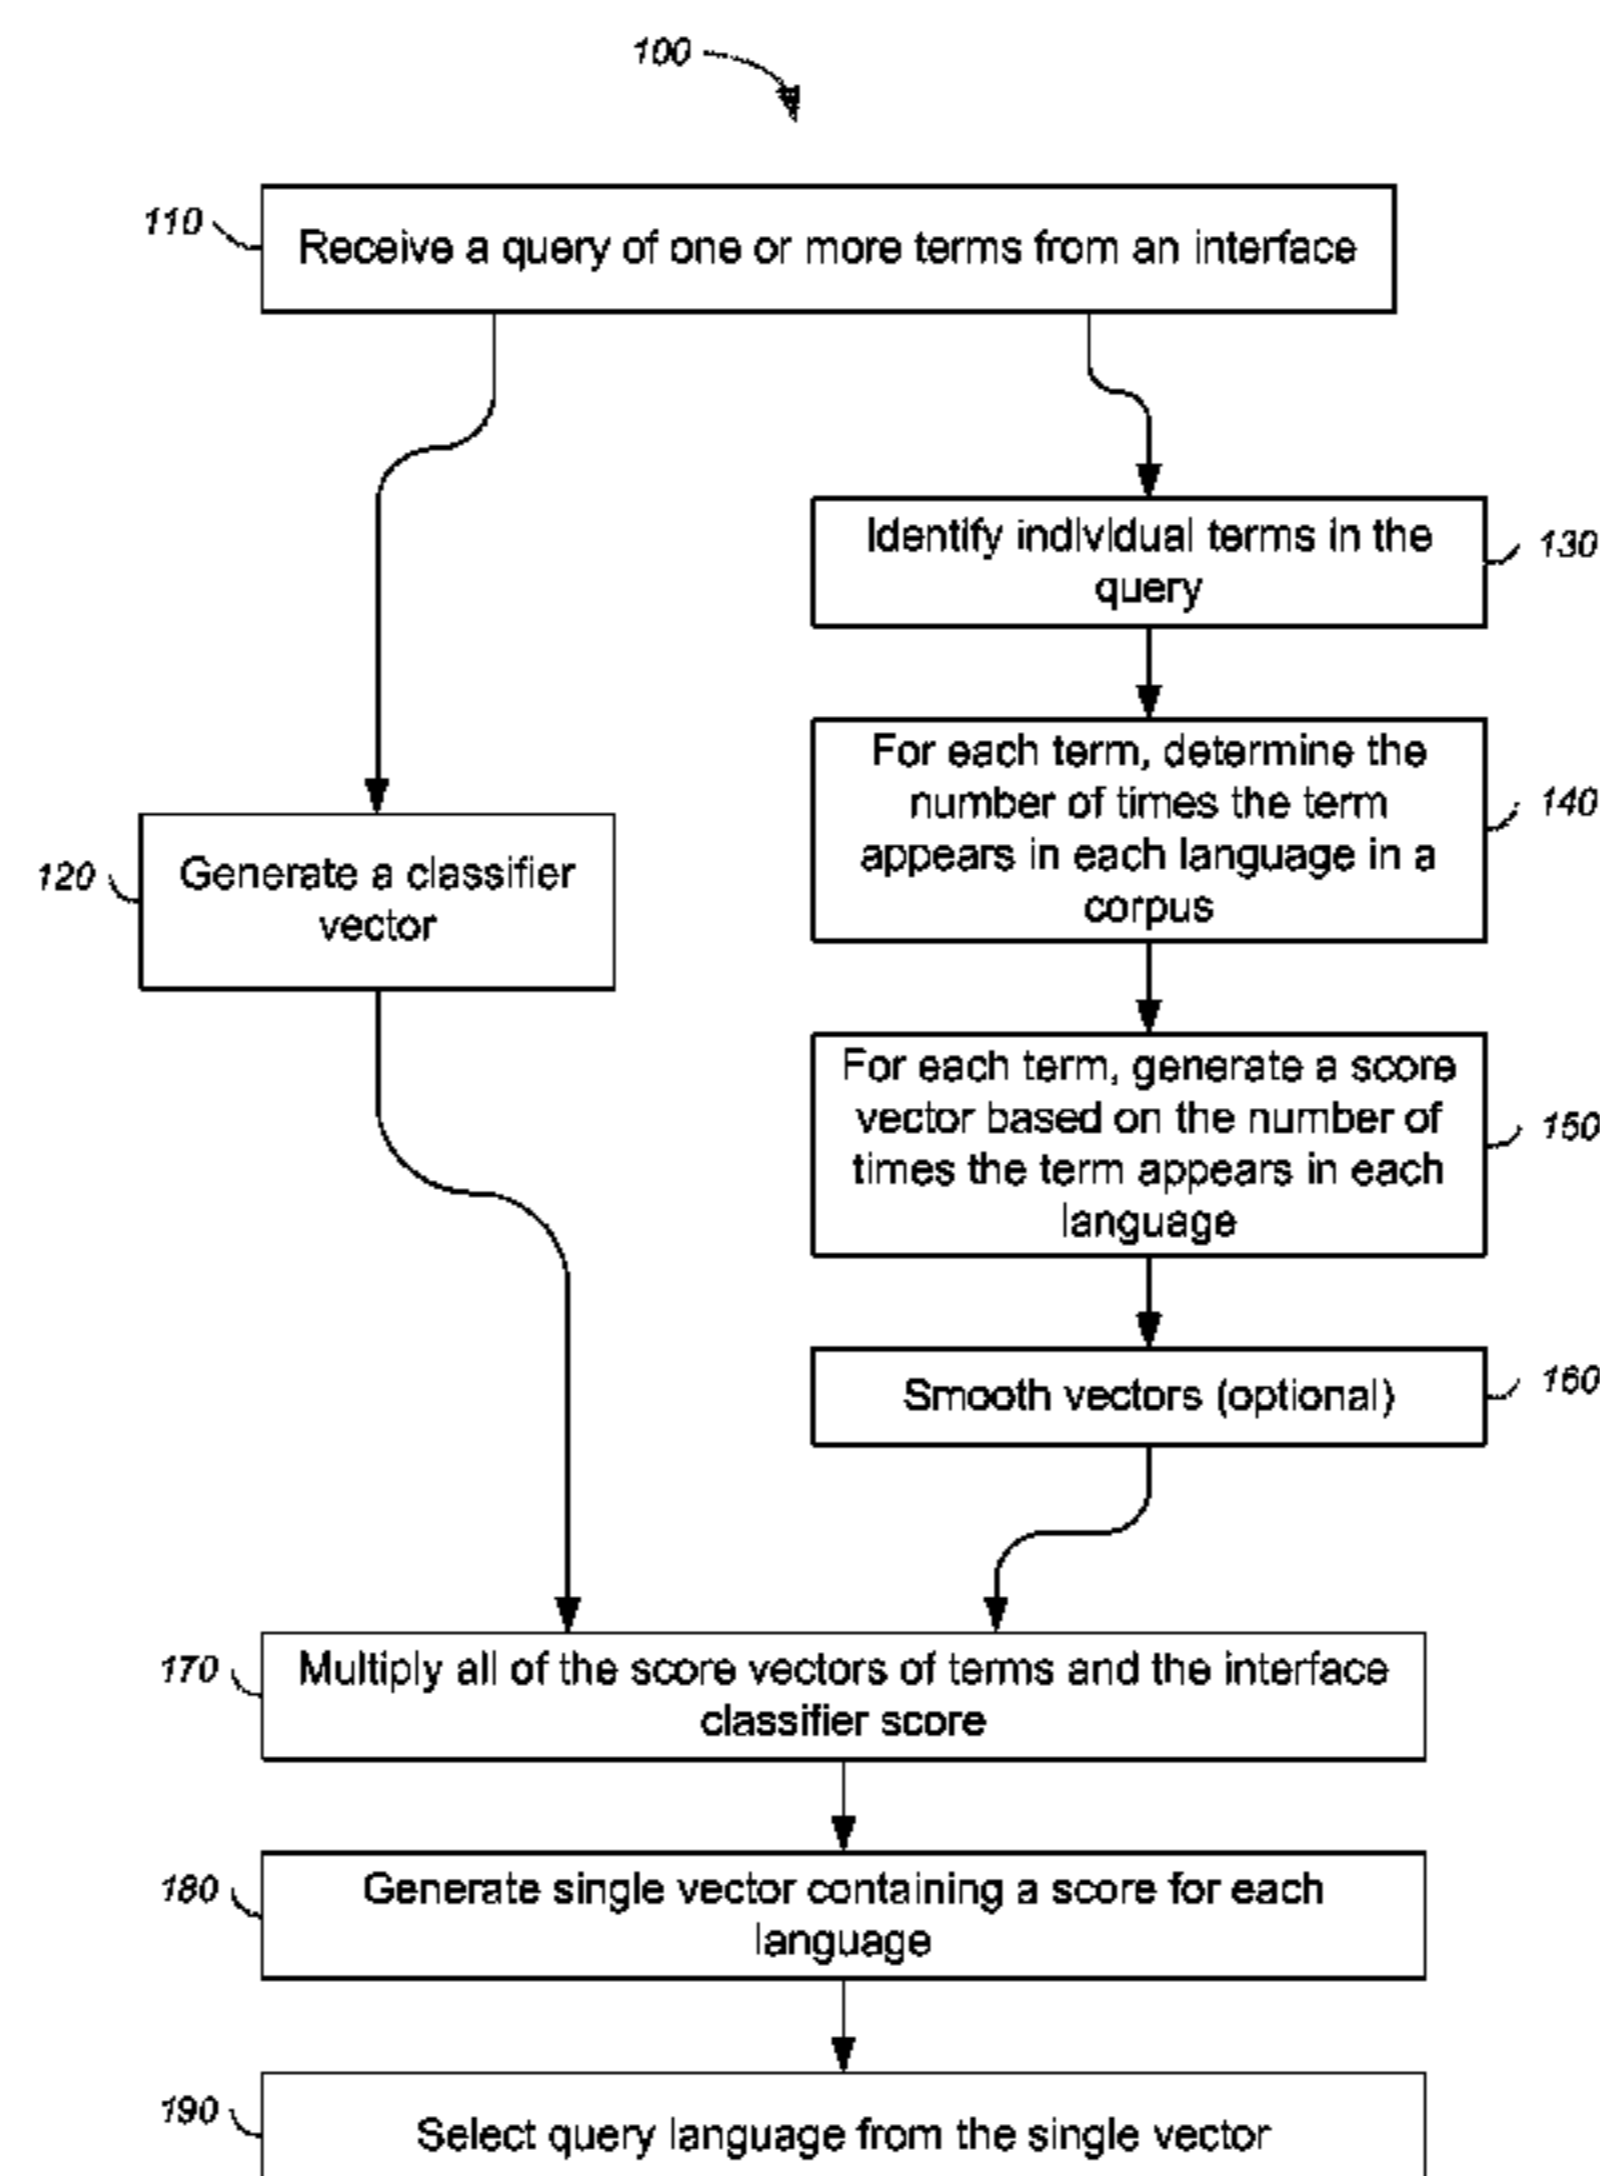 100
110
Receive a query of one or more terms from an interface
Identify individual terms in the
query
130
For each term, determine the
number of times the term
appears in each language in a
corpus
140
120
Generate a classifier
vector
For each term, generate a score
vector based on the number of
times the term appears in each
language
150
Smooth vectors (optional)
160
170
Multiply all of the score vectors of terms and the interface
classifier score
180
Generate single vector containing a score for each
language
190
Select query language from the single vector